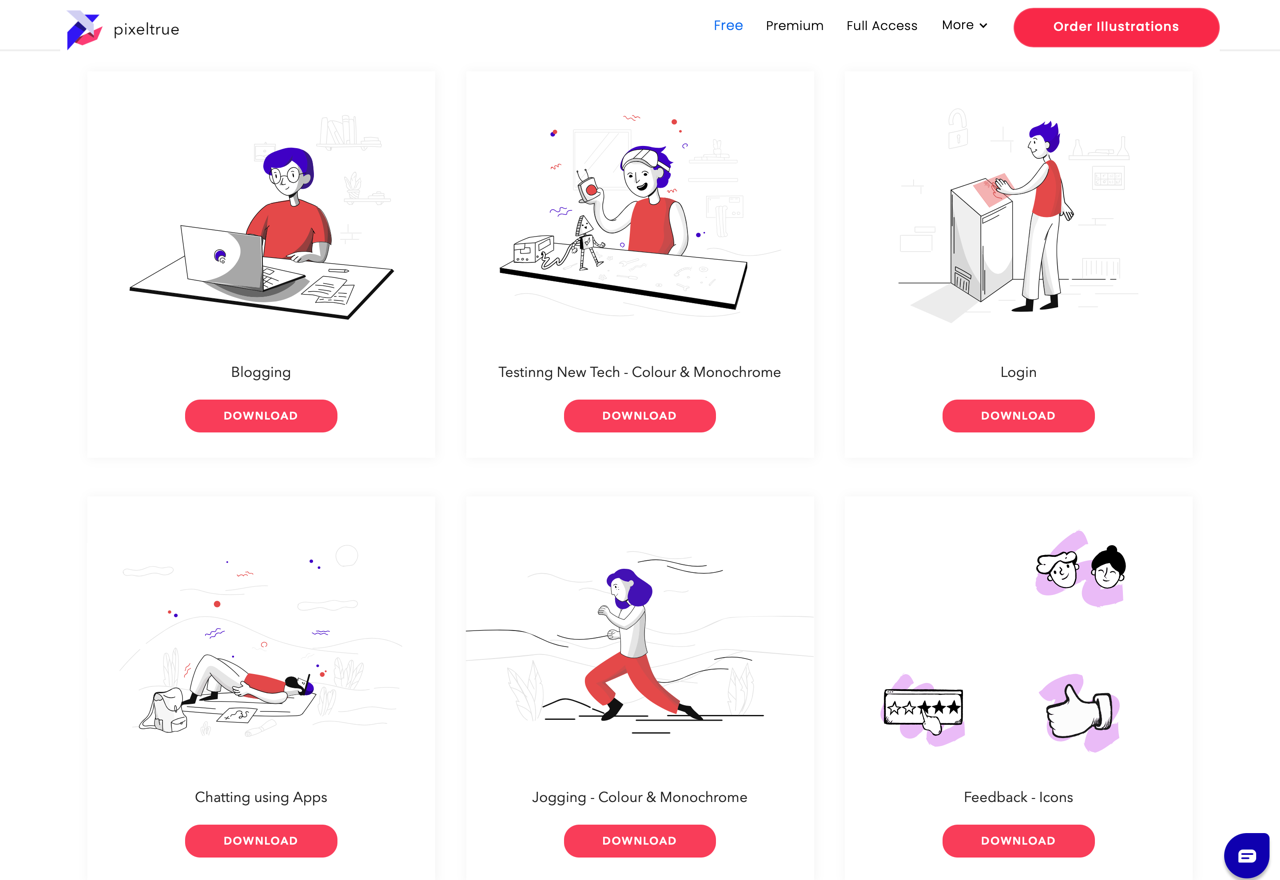 pixeltrue
Free
Premium
Full Access
More
Order Illustrations
Blogging
Testinng New Tech - Colour & Monochrome
Login
DOWNLOAD
DOWNLOAD
DOWNLOAD
Chatting using Apps
Jogging - Colour & Monochrome
Feedback - Icons
DOWNLOAD
DOWNLOAD
DOWNLOAD